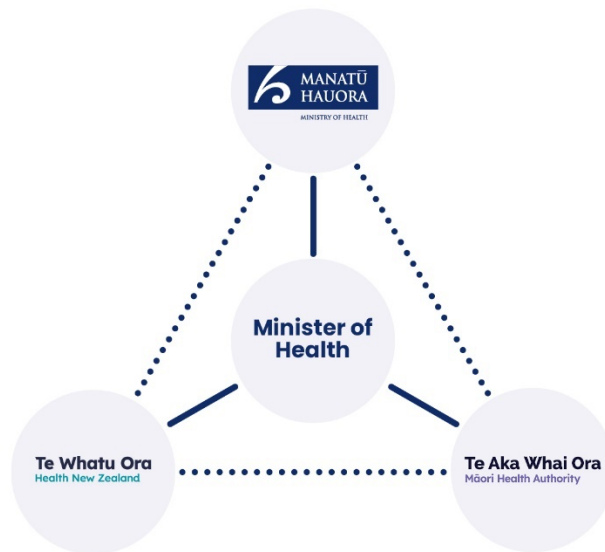 MANATŪ
HAUORA
MINISTRY OF HEALTH
Minister of
Health
Te Whatu Ora
Health New Zealand
Te Aka Whai Ora
Māori Health Authority